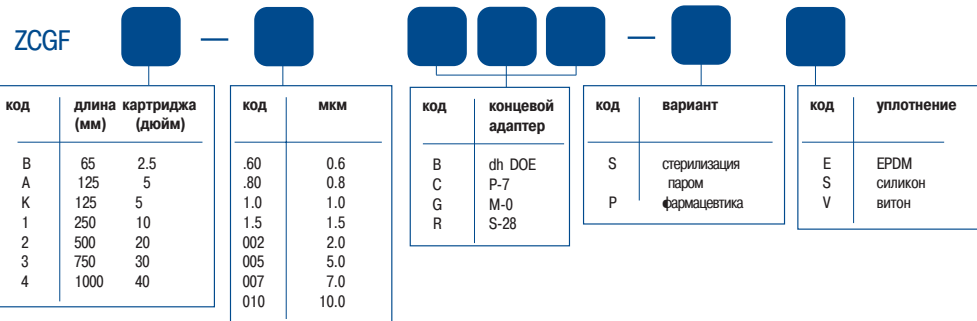 ZCGF — —
код длина картриджа
(мм) (дюйм)
B 65 2.5
A 125 5
K 125 5
1 250 10
2 500 20
3 750 30
4 1000 40
код мкм
.60 0.6
.80 0.8
1.0 1.0
1.5 1.5
002 2.0
005 5.0
007 7.0
010 10.0
код концевой
адаптер
B dh DOE
C P-7
G M-0
R S-28
код вариант
S стерилизация
паром
P фармацевтика
код уплотнение
E EPDM
S силикон
V витон